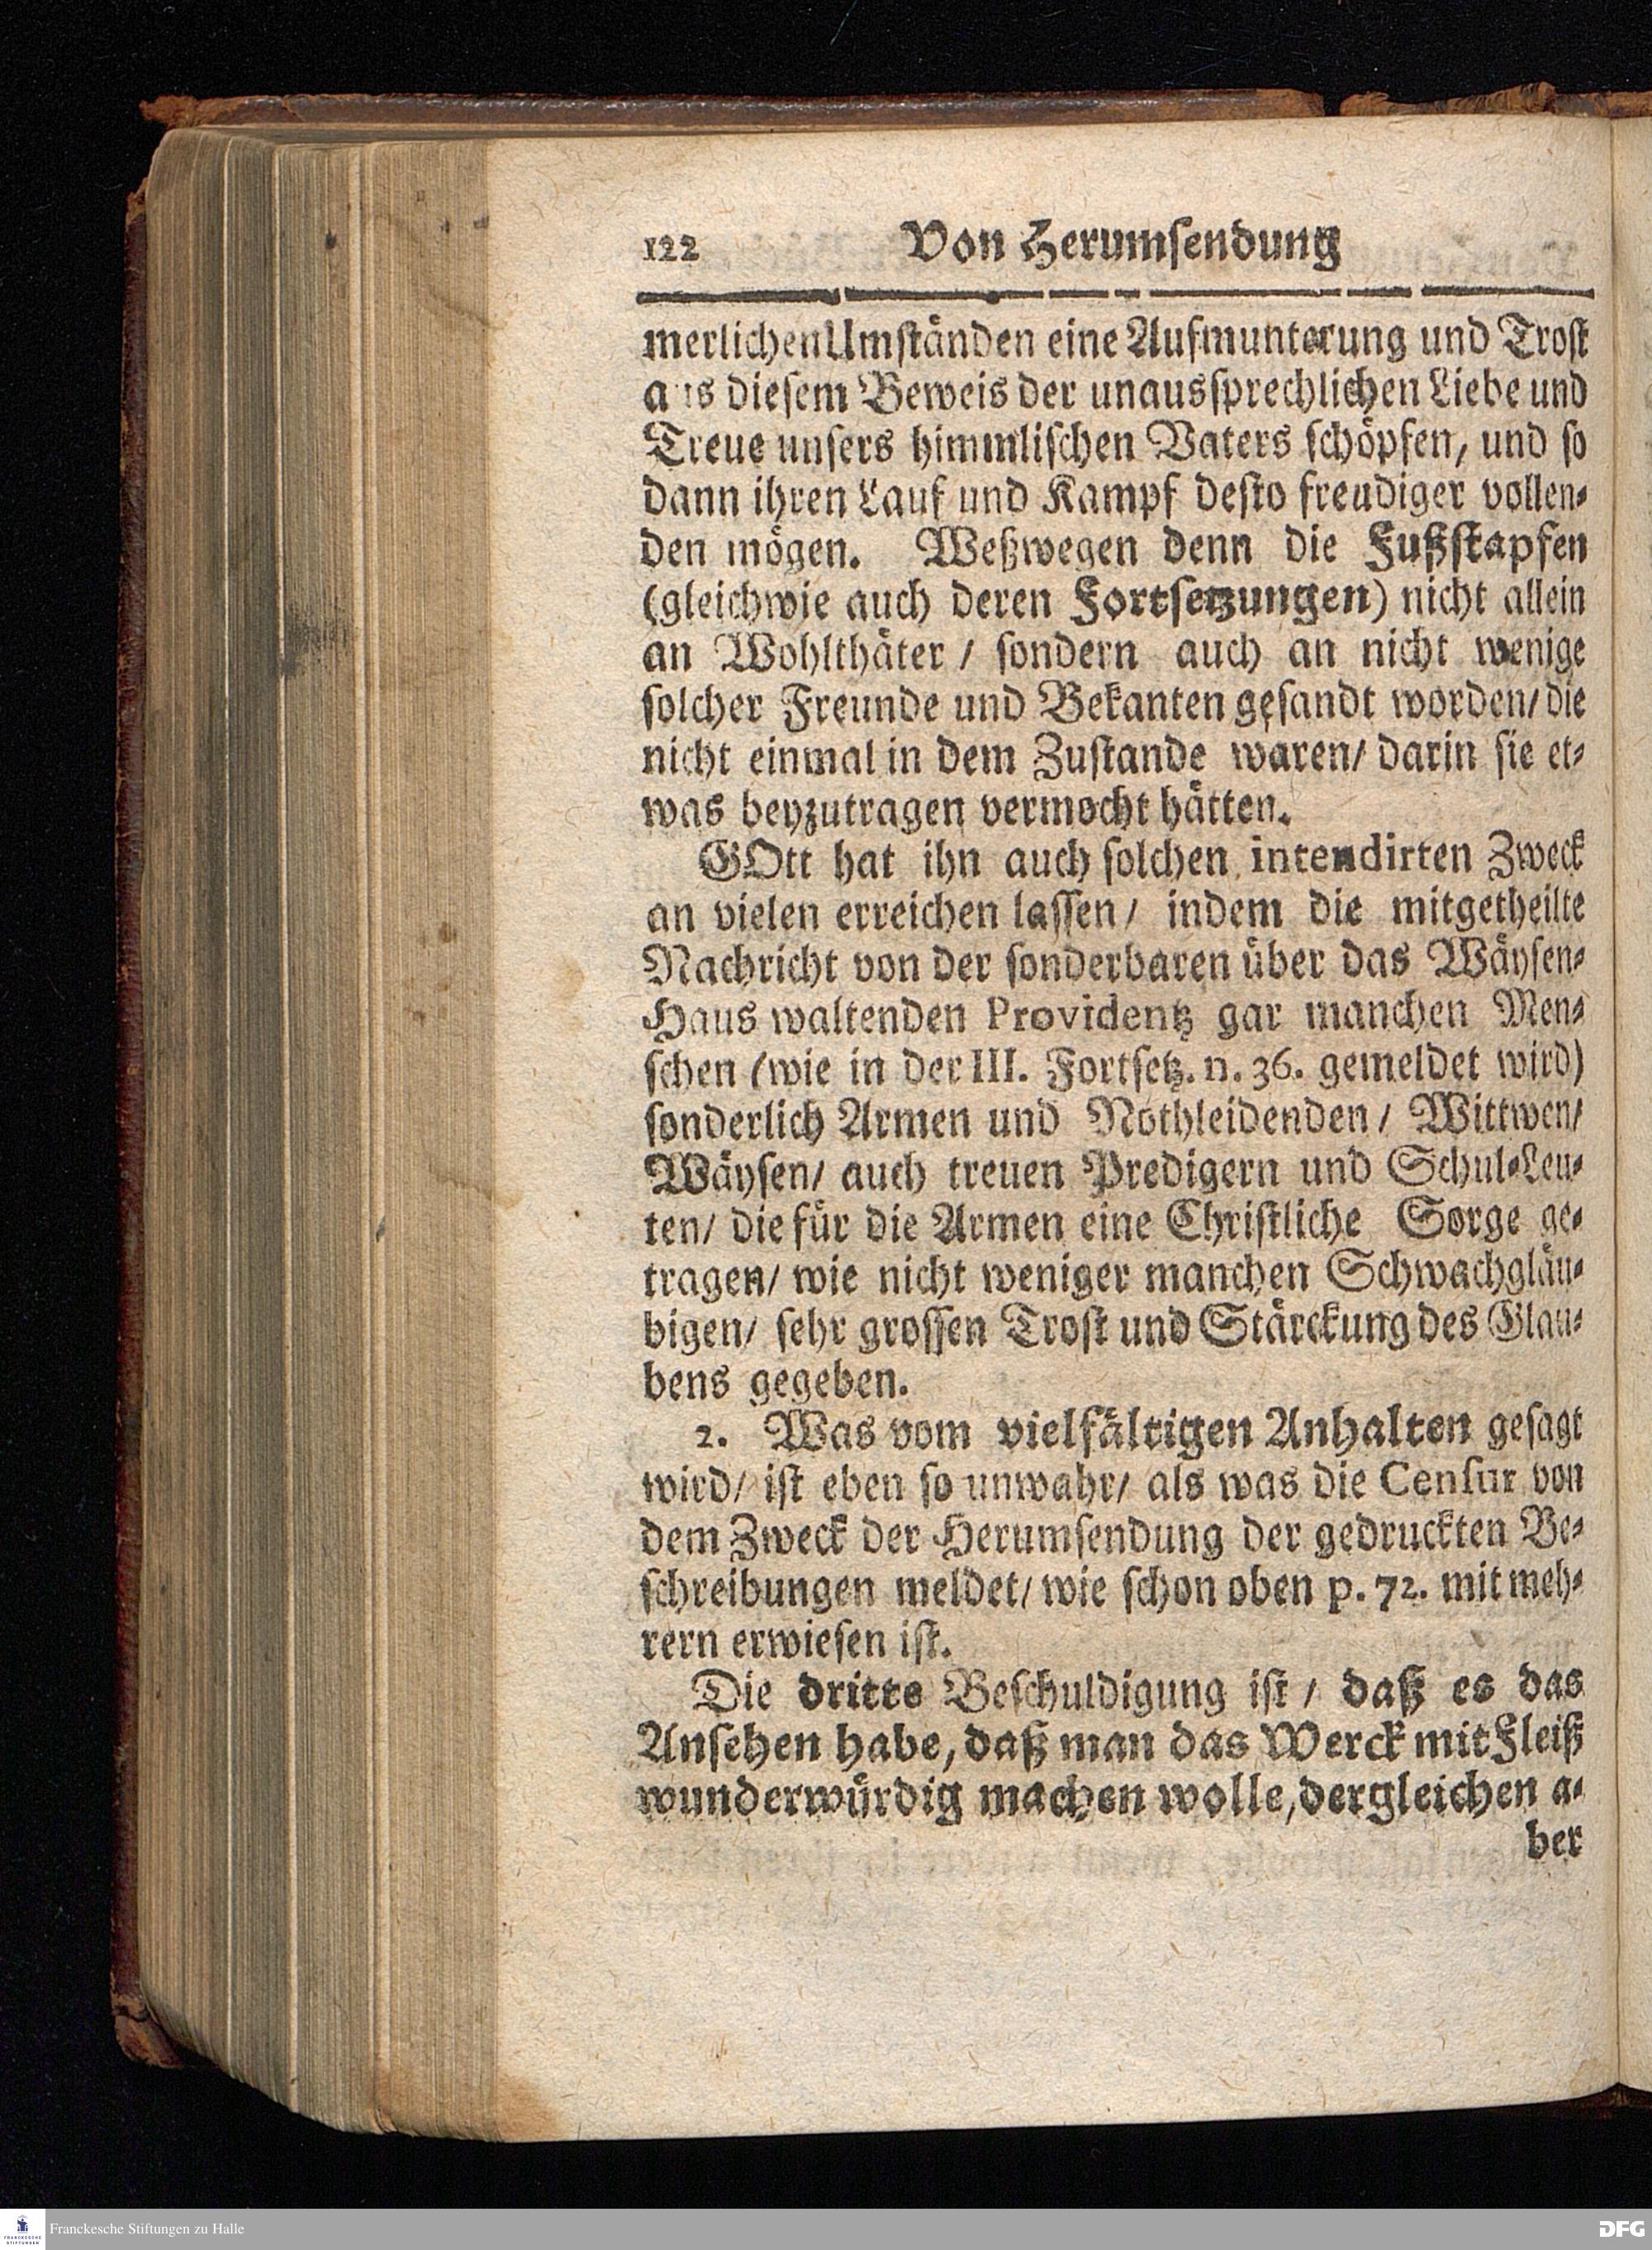 122 Von Herumsendung
merlichen Umständen eine Aufmunterung und Trost
aus diesem Beweis der unaussprechlichen Liebe und
Treue unsers himmlischen Vaters schöpfen, und so
dann ihren Lauf und Kampf desto freudiger vollen-
den mögen. Weßwegen denn die Fußstapfen
(gleichwie auch deren Fortsetzungen) nicht allein
an Wohlthäter / sondern auch an nicht wenige
solcher Freunde und Bekanten gesandt worden/ die
nicht einmal in dem Zustande waren/ darin sie et-
was beyzutragen vermocht hätten.
GOtt hat ihn auch solchen intendirten Zweck
an vielen erreichen lassen / indem die mitgetheilte
Nachricht von der sonderbaren über das Wäysen-
Haus waltenden Providentz gar manchen Men-
schen (wie in der III. Fortsetz. n. 36. gemeldet wird)
sonderlich Armen und Nothleidenden / Wittwen/
Wäysen/ auch treuen Predigern und Schul-Leu-
ten/ die für die Armen eine Christliche Sorge ge-
tragen/ wie nicht weniger manchen Schwachgläu-
bigen/ sehr grossen Trost und Stärckung des Glau-
bens gegeben.
2. Was vom vielfältigen Anhalten gesagt
wird/ ist eben so unwahr/ als was die Censur von
dem Zweck der Herumsendung der gedruckten Be-
schreibungen meldet/ wie schon oben p. 72. mit meh-
rern erwiesen ist.
Die dritte Beschuldigung ist / daß es das
Ansehen habe, daß man das Werck mit Fleiß
wunderwürdig machen wolle, dergleichen a-
ber
Franckesche Stiftungen zu Halle
FRANCKESCHE STIFTUNGEN
DFG